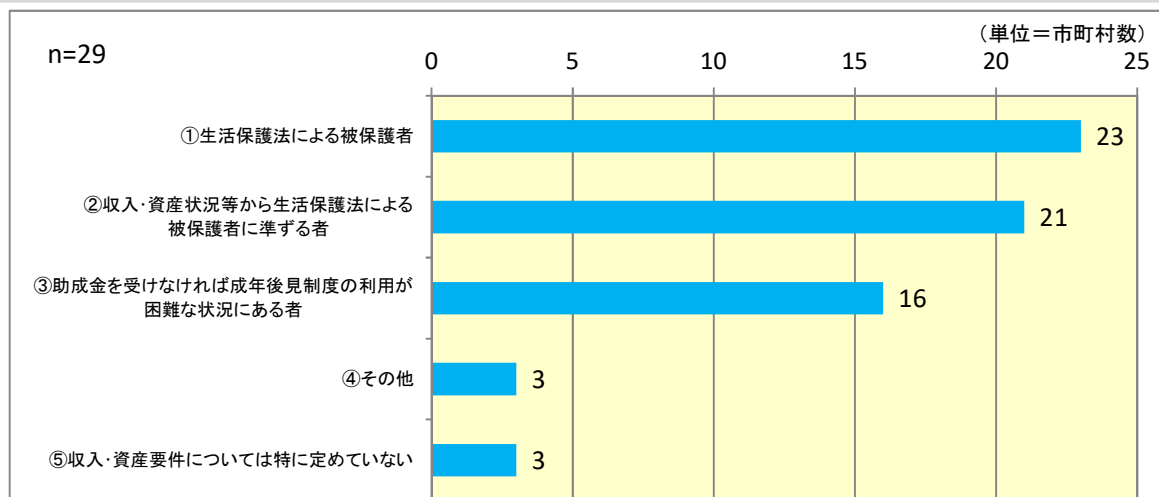 (単位＝市町村数)
n=29
0 5 10 15 20 25
①生活保護法による被保護者 23
②収入･資産状況等から生活保護法による
被保護者に準ずる者 21
③助成金を受けなければ成年後見制度の利用が
困難な状況にある者 16
④その他 3
⑤収入･資産要件については特に定めていない 3